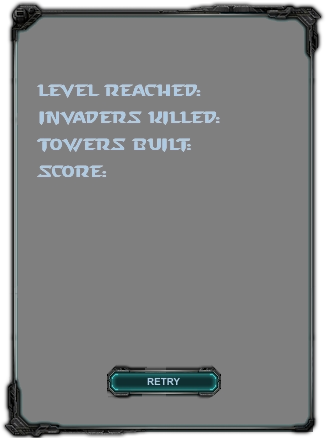 LEVEL REACHED:
INVADERS KILLED:
TOWERS BUILT:
SCORE:
RETRY